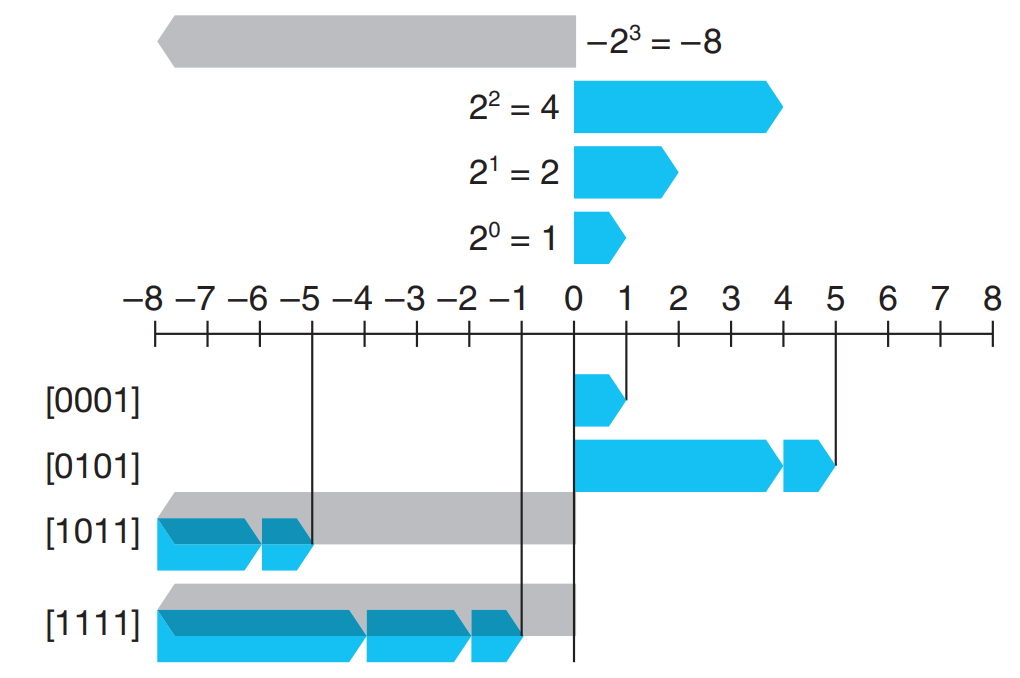 −2³ = −8
2² = 4
2¹ = 2
2⁰ = 1
−8 −7 −6 −5 −4 −3 −2 −1 0 1 2 3 4 5 6 7 8
[0001]
[0101]
[1011]
[1111]